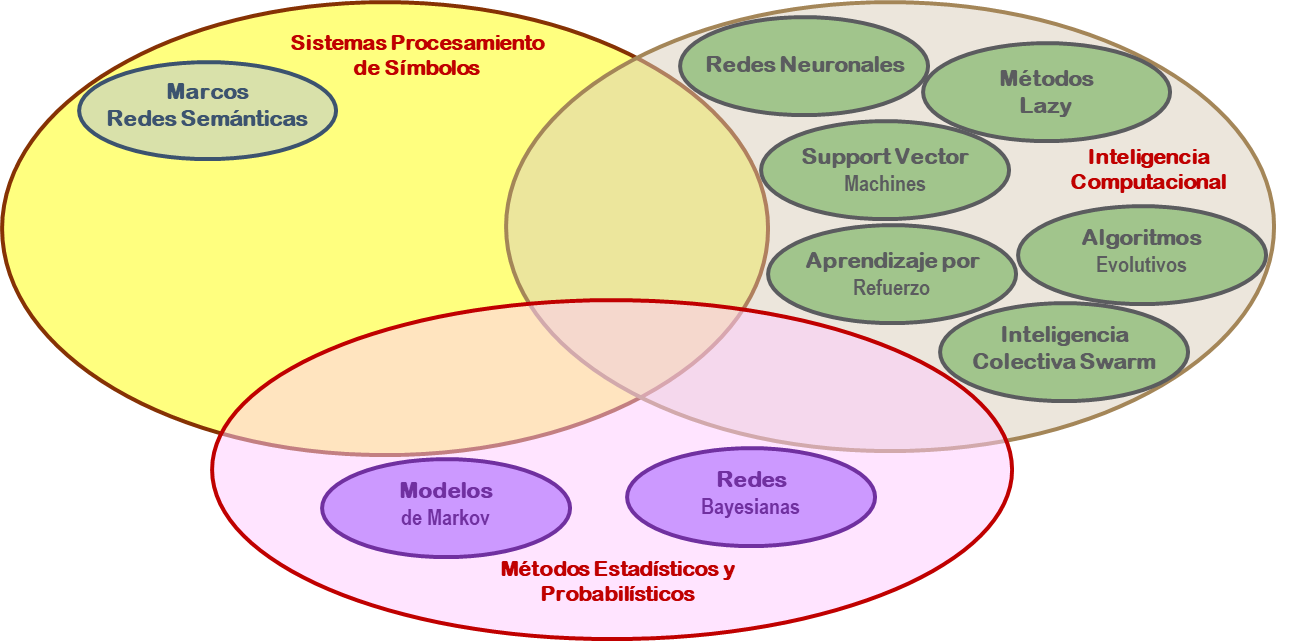 Sistemas Procesamiento
de Símbolos
Marcos
Redes Semánticas
Redes Neuronales
Métodos
Lazy
Support Vector
Machines
Inteligencia
Computacional
Aprendizaje por
Refuerzo
Algoritmos
Evolutivos
Inteligencia
Colectiva Swarm
Modelos
de Markov
Redes
Bayesianas
Métodos Estadísticos y
Probabilísticos